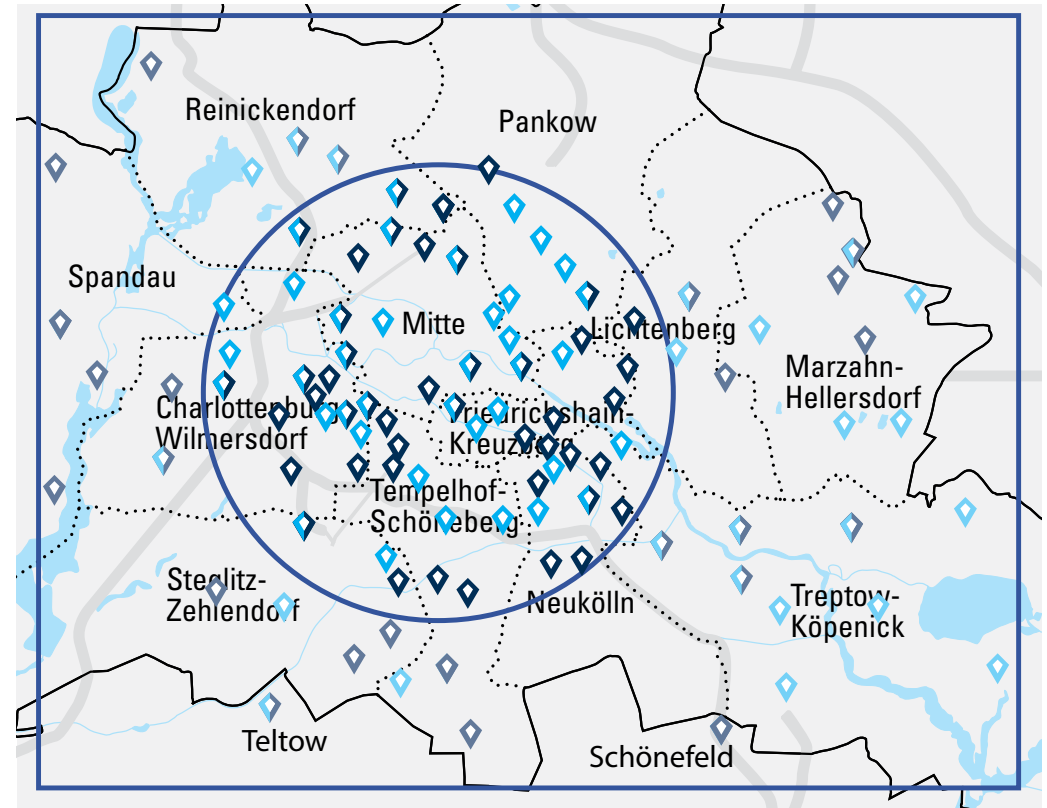 Reinickendorf
Pankow
Spandau
Mitte
Lichtenberg
Marzahn-
Hellersdorf
Charlottenburg-
Wilmersdorf
Friedrichshain-
Kreuzberg
Tempelhof-
Schöneberg
Steglitz-
Zehlendorf
Neukölln
Treptow-
Köpenick
Teltow
Schönefeld